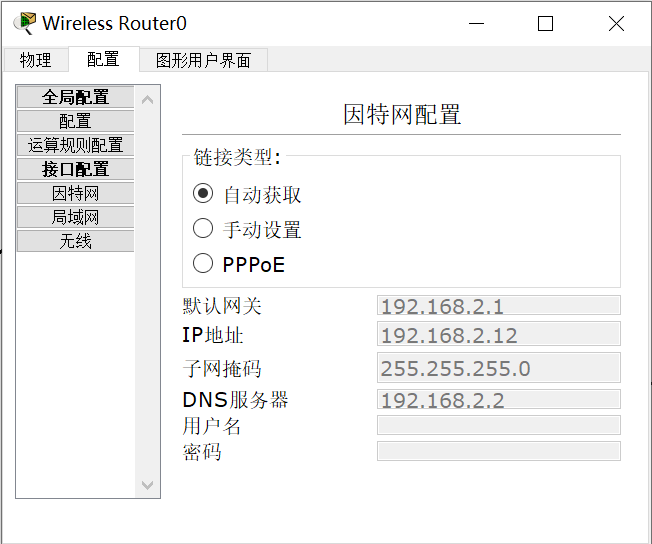 Wireless Router0
物理 配置 图形用户界面
全局配置
配置
运算规则配置
接口配置
因特网
局域网
无线
因特网配置
链接类型:
自动获取
手动设置
PPPoE
默认网关 192.168.2.1
IP地址 192.168.2.12
子网掩码 255.255.255.0
DNS服务器 192.168.2.2
用户名
密码